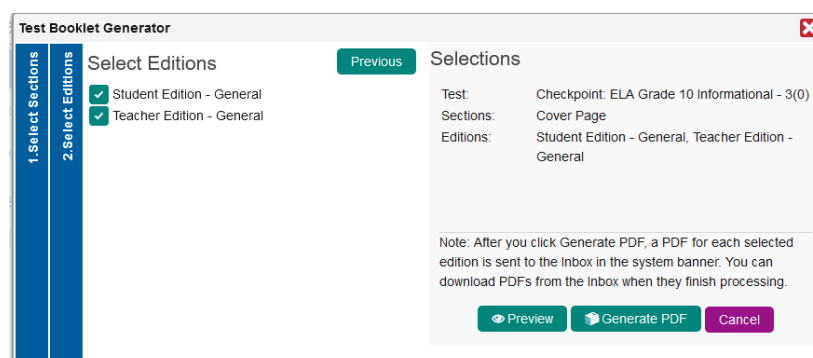 Test Booklet Generator
1.Select Sections
2.Select Editions
Select Editions
Previous
Student Edition - General
Teacher Edition - General
Selections
Test: Checkpoint: ELA Grade 10 Informational - 3(0)
Sections: Cover Page
Editions: Student Edition - General, Teacher Edition -
General
Note: After you click Generate PDF, a PDF for each selected
edition is sent to the Inbox in the system banner. You can
download PDFs from the Inbox when they finish processing.
Preview
Generate PDF
Cancel